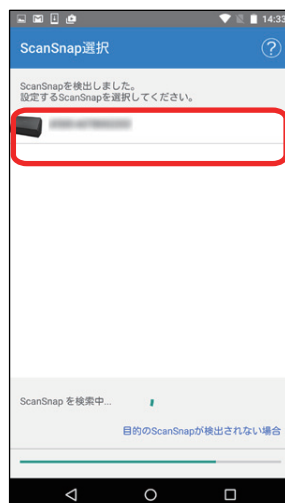 14:33
ScanSnap選択
?
ScanSnapを検出しました。
設定するScanSnapを選択してください。
ScanSnap を検索中...
目的のScanSnapが検出されない場合